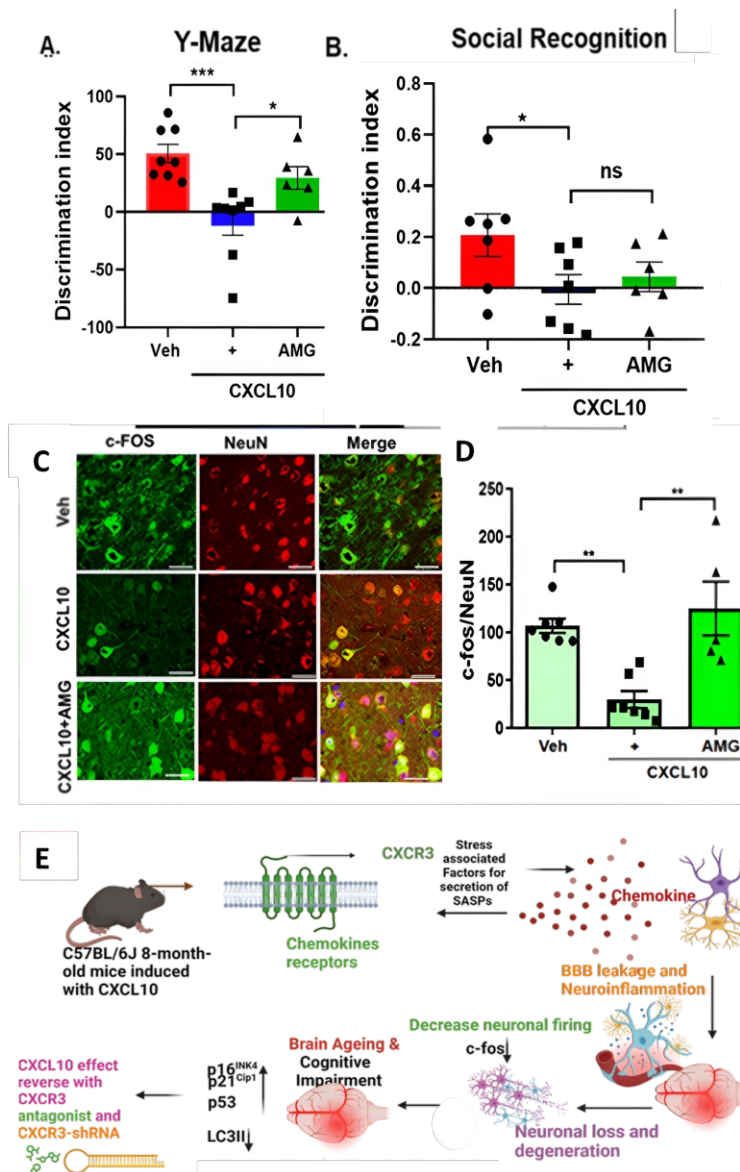 A.
Y-Maze
***
*
Discrimination index
100
50
0
-50
-100
Veh
+
AMG
CXCL10
B.
Social Recognition
*
ns
Discrimination index
0.8
0.6
0.4
0.2
0.0
-0.2
Veh
+
AMG
CXCL10
C
c-FOS
NeuN
Merge
Veh
CXCL10
CXCL10+AMG
D
**
**
c-fos/NeuN
250
200
150
100
50
0
Veh
+
AMG
CXCL10
E
C57BL/6J 8-month-
old mice induced
with CXCL10
Chemokines
receptors
CXCR3
Stress
associated
Factors for
secretion of
SASPs
Chemokine
BBB leakage and
Neuroinflammation
Decrease neuronal firing
c-fos
Neuronal loss and
degeneration
Brain Ageing &
Cognitive
Impairment
p16INK4
p21Cip1
p53
LC3II
CXCL10 effect
reverse with
CXCR3
antagonist and
CXCR3-shRNA